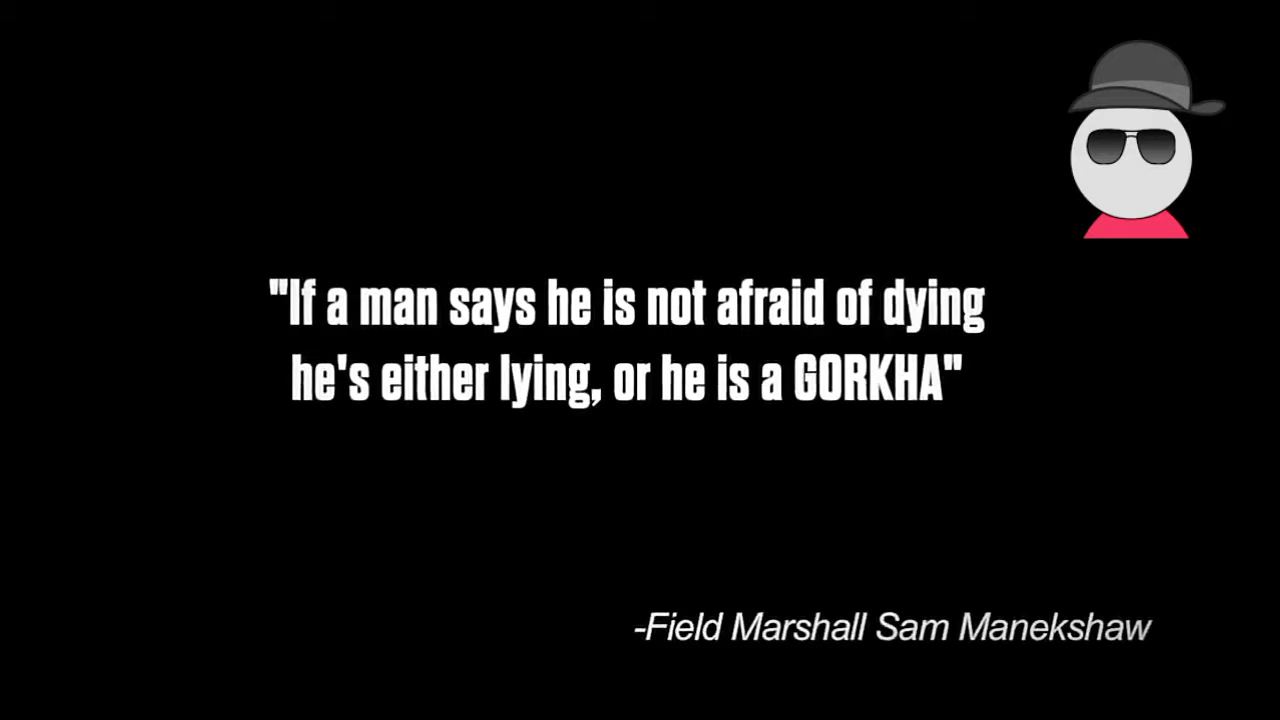 "If a man says he is not afraid of dying
he's either lying, or he is a GORKHA"
-Field Marshall Sam Manekshaw